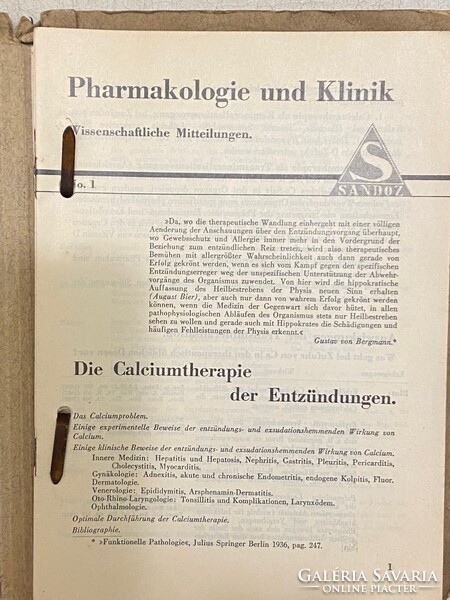 Pharmakologie und Klinik
Wissenschaftliche Mitteilungen.
S
SANDOZ
No. 1
»Da, wo die therapeutische Wandlung einhergeht mit einer völligen
Aenderung der Anschauungen über den Entzündungsvorgang überhaupt,
wo Gewebsschutz und Allergie immer mehr in den Vordergrund der
Beziehung zum entzündlichen Reiz treten, wird also therapeutisches
Bemühen mit allergrößter Wahrscheinlichkeit auch dann gerade von
Erfolg gekrönt werden, wenn es sich vom Kampf gegen den spezifischen
Entzündungserreger weg der unspezifischen Unterstützung der Abwehr-
vorgänge des Organismus zuwendet. Von hier wird die hippokratische
Auffassung des Heilbestrebens der Physis neuen Sinn erhalten
(August Bier), aber auch nur dann von wahrem Erfolg gekrönt werden
können, wenn die Medizin der Gegenwart sich davor hütet, in allen
pathophysiologischen Abläufen des Organismus stets nur Heilbestreben
sehen zu wollen und gerade auch mit Hippokrates die Schädigungen und
häufigen Fehlleistungen der Physis erkennt.«
Gustav von Bergmann.*
Die Calciumtherapie
der Entzündungen.
Das Calciumproblem.
Einige experimentelle Beweise der entzündungs- und exsudationshemmenden Wirkung von
Calcium.
Einige klinische Beweise der entzündungs- und exsudationshemmenden Wirkung von Calcium.
Innere Medizin: Hepatitis und Hepatosis, Nephritis, Gastritis, Pleuritis, Pericarditis,
Cholecystitis, Myocarditis.
Gynäkologie: Adnexitis, akute und chronische Endometritis, endogene Kolpitis, Fluor.
Dermatologie.
Venerologie: Epididymitis, Arsphenamin-Dermatitis.
Oto-Rhino-Laryngologie: Tonsillitis und Komplikationen, Larynxödem.
Ophthalmologie.
Optimale Durchführung der Calciumtherapie.
Bibliographie.
* »Funktionelle Pathologie«, Julius Springer Berlin 1936, pag. 247.
1
GALÉRIA SAVARIA
ONLINE PIACTÉR